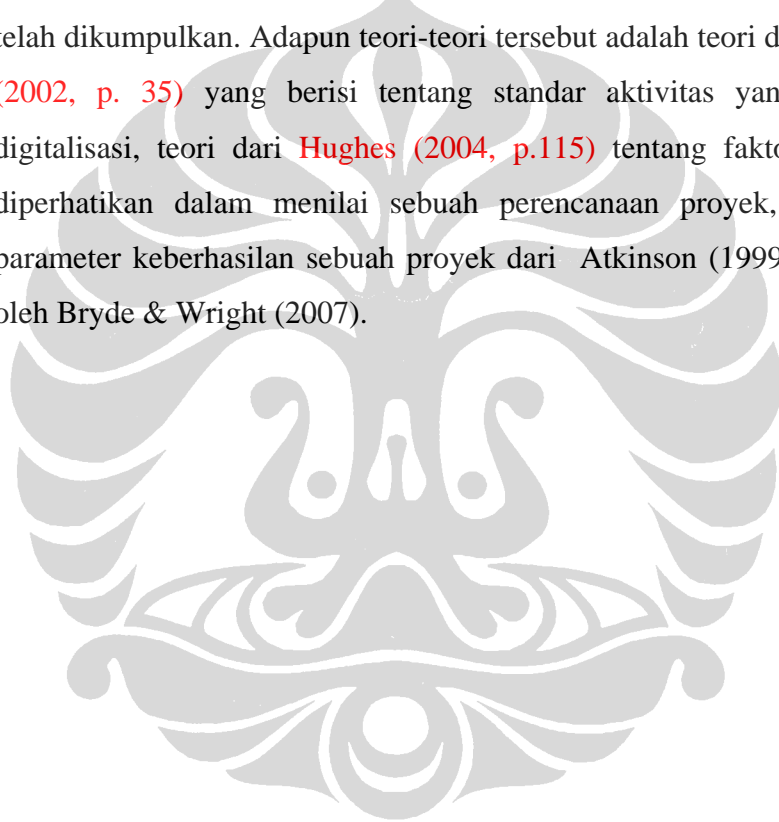 telah dikumpulkan. Adapun teori-teori tersebut adalah teori d
(2002, p. 35) yang berisi tentang standar aktivitas yan
digitalisasi, teori dari Hughes (2004, p.115) tentang fakto
diperhatikan dalam menilai sebuah perencanaan proyek,
parameter keberhasilan sebuah proyek dari Atkinson (1999
oleh Bryde & Wright (2007).